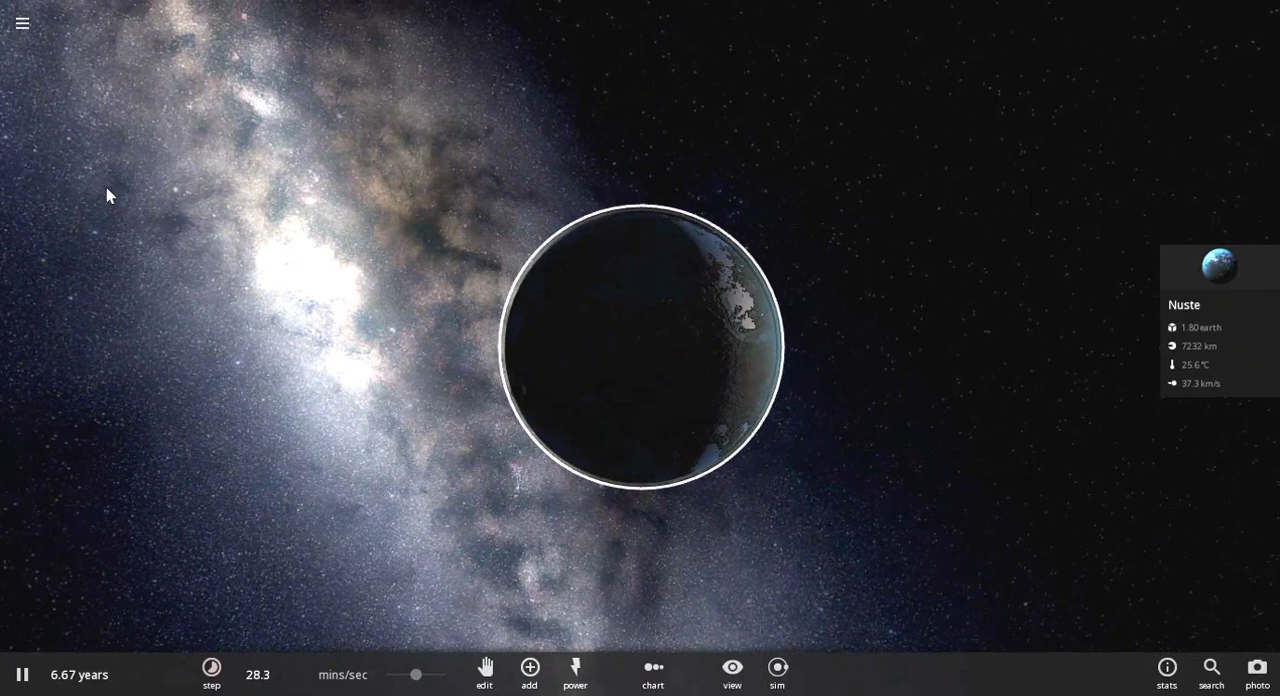 Nuste
1.80 earth
7232 km
25.6 °C
37.3 km/s
6.67 years
step
28.3
mins/sec
edit
add
power
chart
view
sim
stats
search
photo